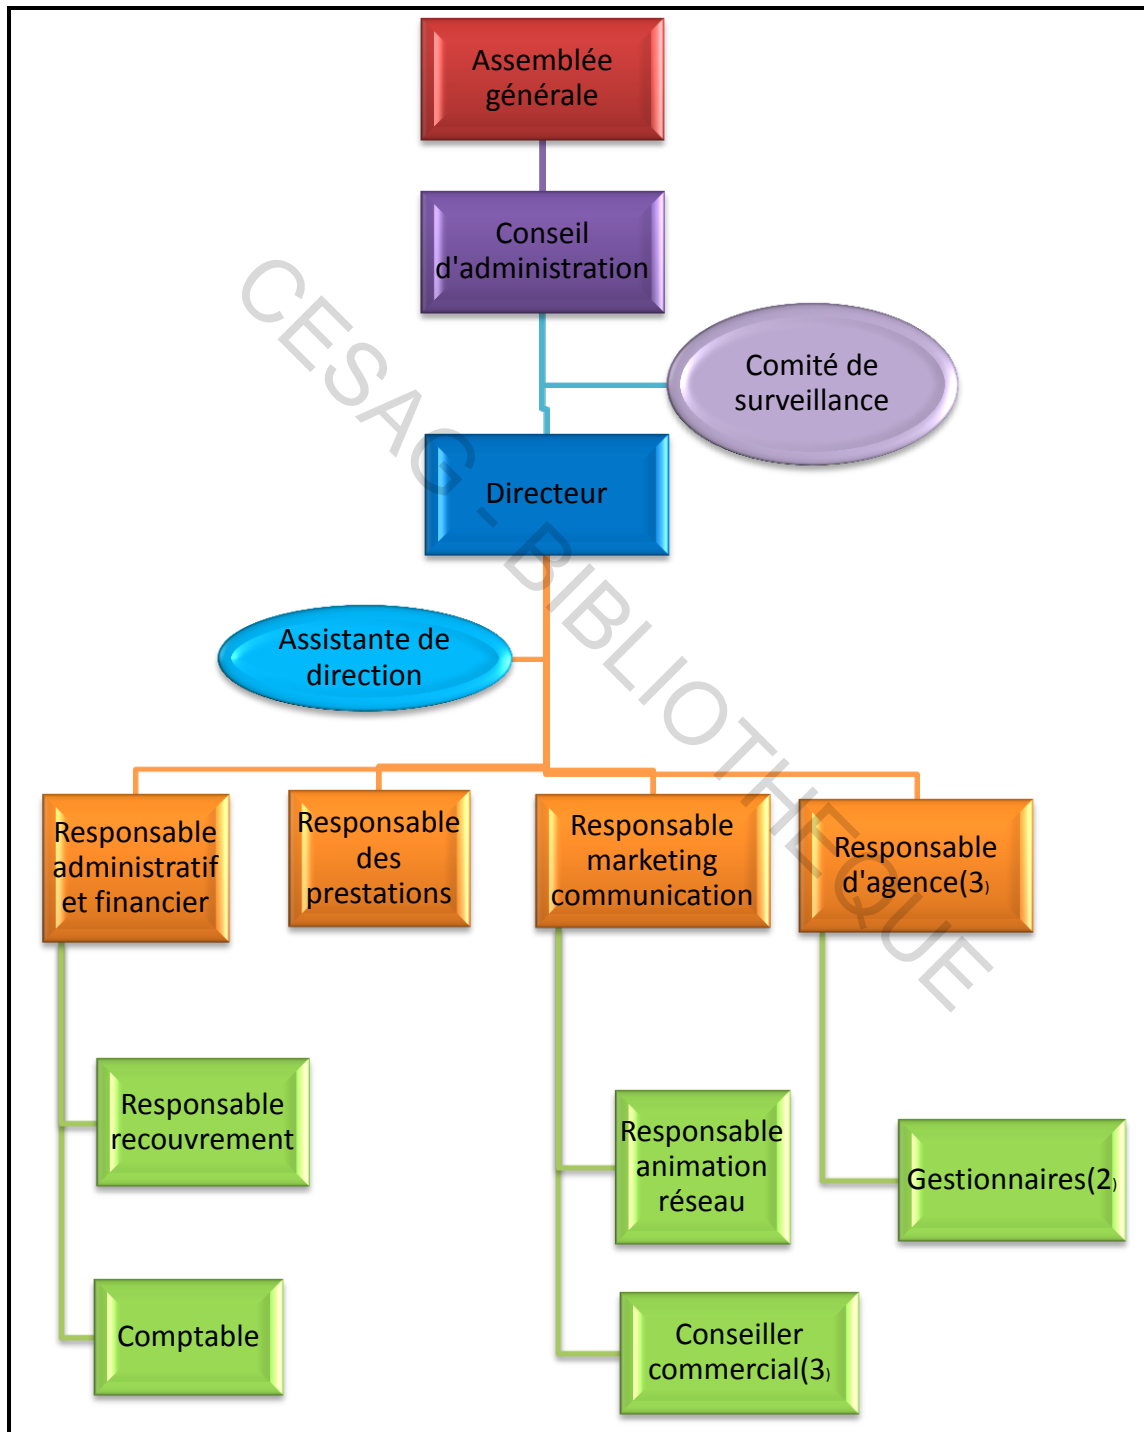 Assemblée
générale
Conseil
d'administration
Comité de
surveillance
Directeur
Assistante de
direction
Responsable
administratif
et financier
Responsable
des
prestations
Responsable
marketing
communication
Responsable
d'agence(3)
Responsable
recouvrement
Responsable
animation
réseau
Gestionnaires(2)
Comptable
Conseiller
commercial(3)
CESAG - BIBLIOTHEQUE